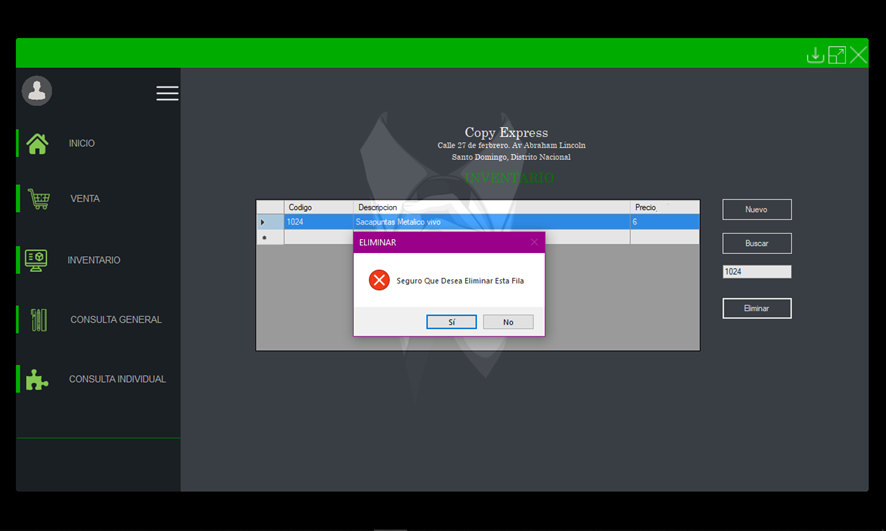 Copy Express
Calle 27 de ferbrero. Av Abraham Lincoln
Santo Domingo, Distrito Nacional
INVENTARIO
INICIO
VENTA
INVENTARIO
CONSULTA GENERAL
CONSULTA INDIVIDUAL
Codigo Descripcion Precio
1024 Sacapuntas Metalico vivo 6
ELIMINAR
Seguro Que Desea Eliminar Esta Fila
Sí No
Nuevo
Buscar
1024
Eliminar